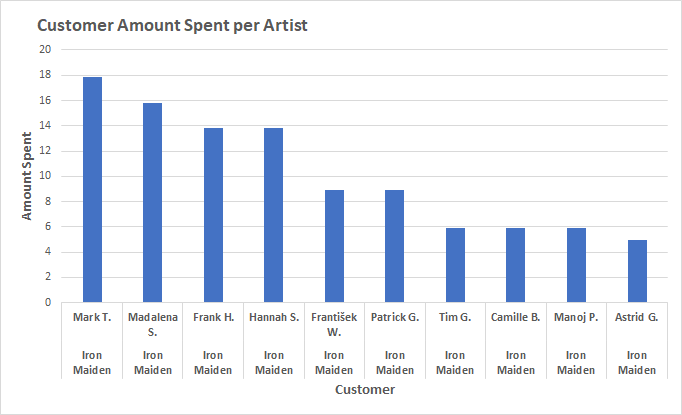 Customer Amount Spent per Artist
20
18
16
14
12
10
8
6
4
2
0
Amount Spent
Mark T. Madalena S. Frank H. Hannah S. František W. Patrick G. Tim G. Camille B. Manoj P. Astrid G.
Iron Maiden Iron Maiden Iron Maiden Iron Maiden Iron Maiden Iron Maiden Iron Maiden Iron Maiden Iron Maiden Iron Maiden
Customer